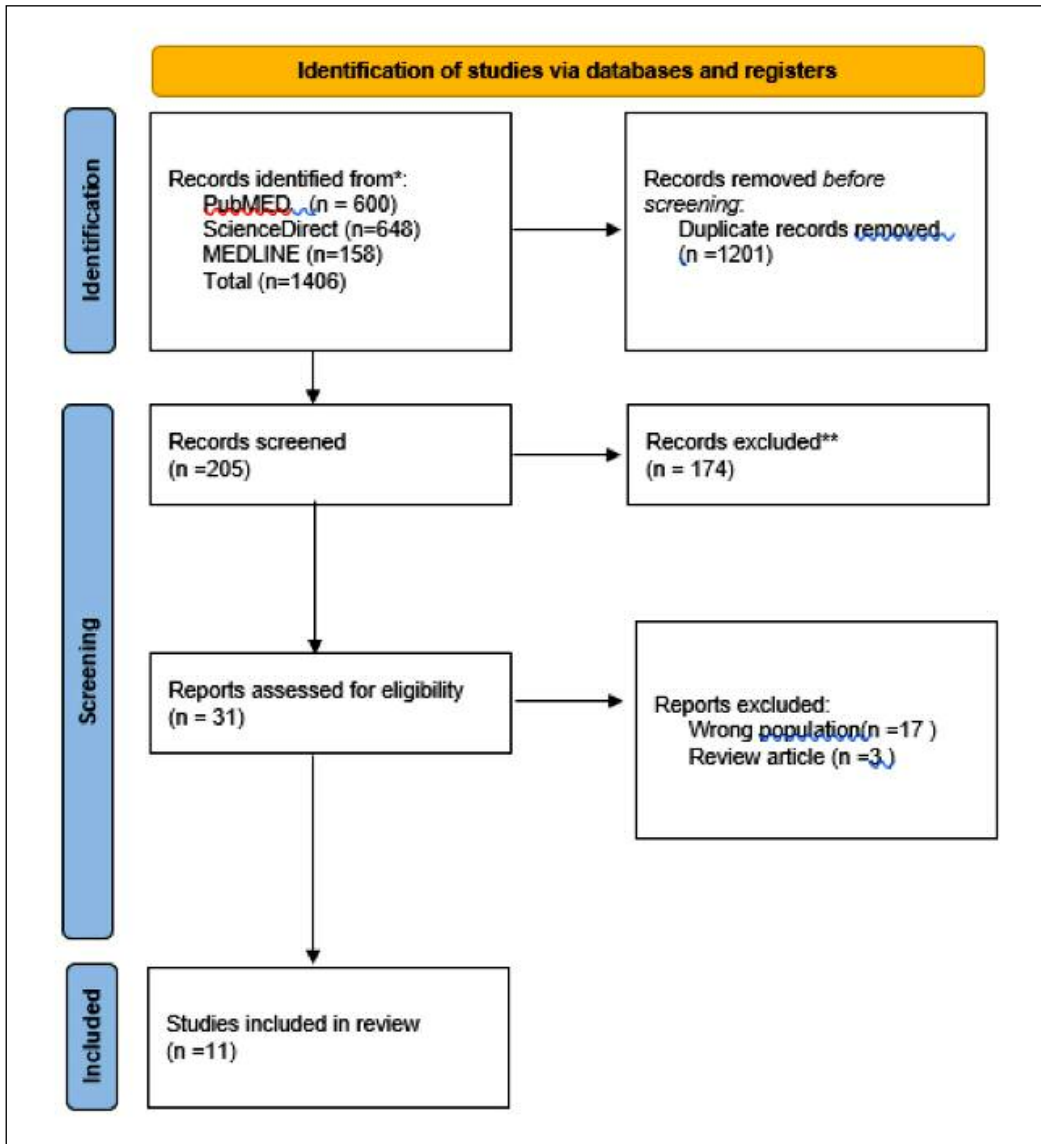 Identification of studies via databases and registers
Identification
Records identified from*:
PubMED (n = 600)
ScienceDirect (n=648)
MEDLINE (n=158)
Total (n=1406)
Records removed before
screening:
Duplicate records removed
(n =1201)
Screening
Records screened
(n =205)
Records excluded**
(n = 174)
Reports assessed for eligibility
(n = 31)
Reports excluded:
Wrong population(n =17 )
Review article (n =3 )
Included
Studies included in review
(n =11)